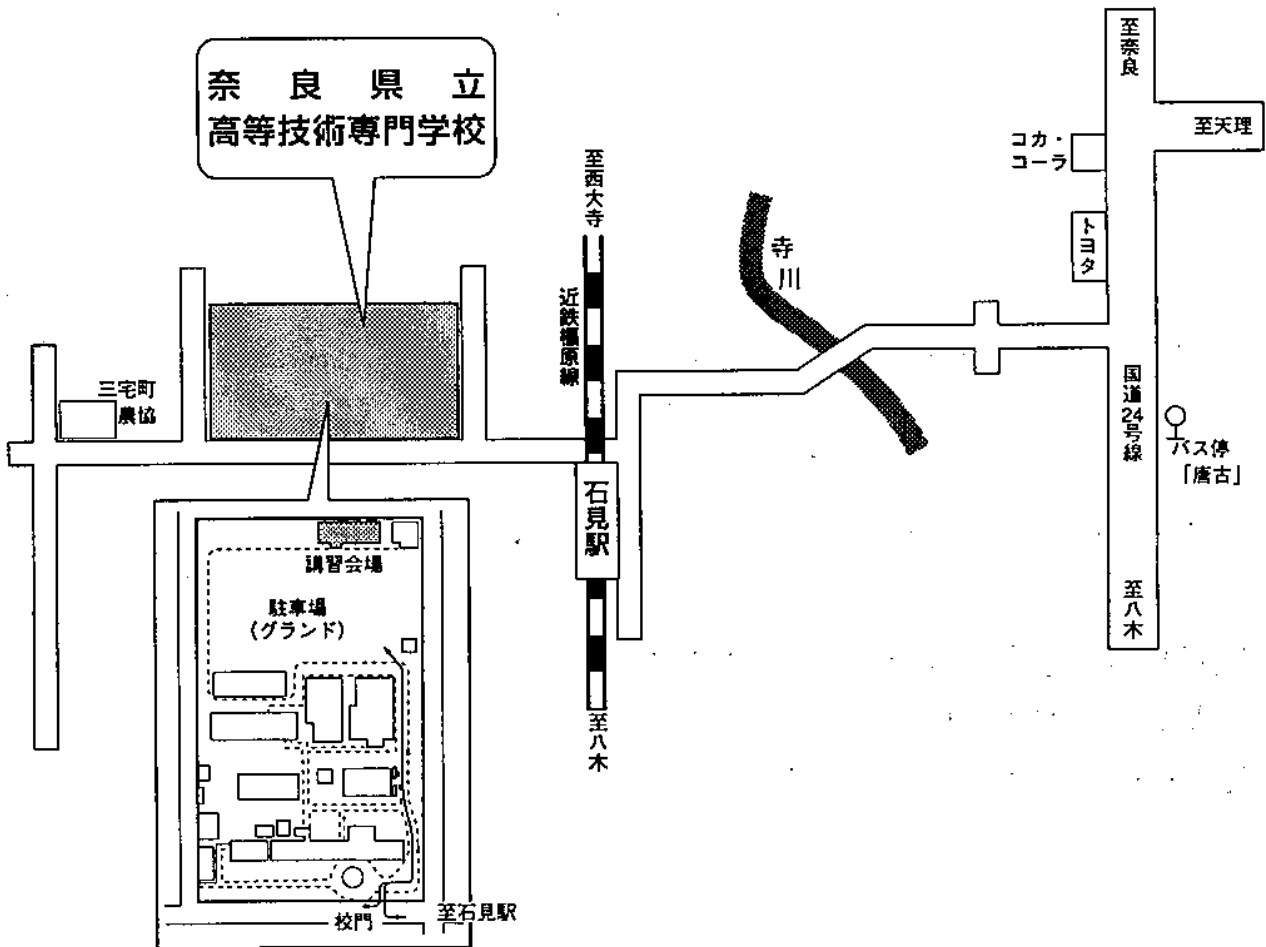 奈良県立
高等技術専門学校
至奈良
至天理
コカ・
コーラ
トヨタ
至西大寺
寺川
近鉄橿原線
三宅町
農協
国道24号線
バス停
「唐古」
石見駅
講習会場
駐車場
(グランド)
至八木
至八木
校門
至石見駅